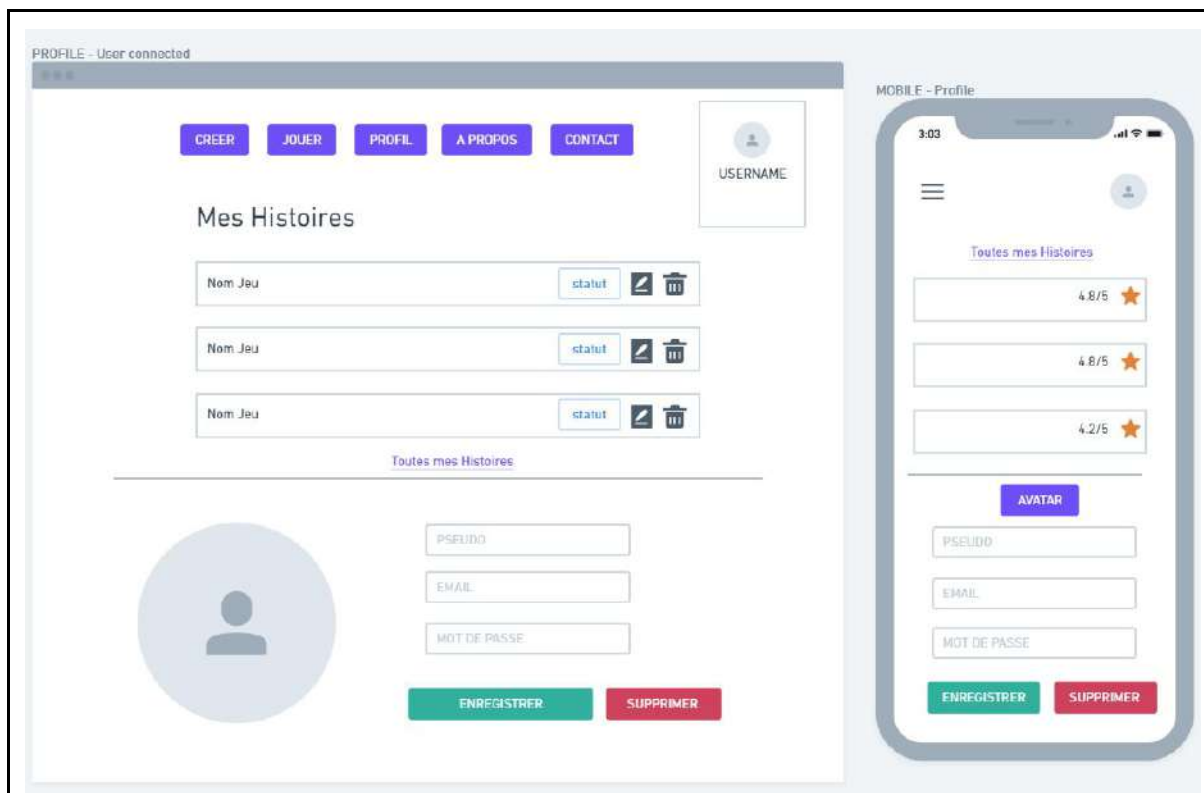 PROFILE - User connected
CREER JOUER PROFIL A PROPOS CONTACT
USERNAME
Mes Histoires
Nom Jeu statut
Nom Jeu statut
Nom Jeu statut
Toutes mes Histoires
PSEUDO
EMAIL
MOT DE PASSE
ENREGISTRER SUPPRIMER
MOBILE - Profile
3:03
Toutes mes Histoires
4.8/5
4.8/5
4.2/5
AVATAR
PSEUDO
EMAIL
MOT DE PASSE
ENREGISTRER SUPPRIMER